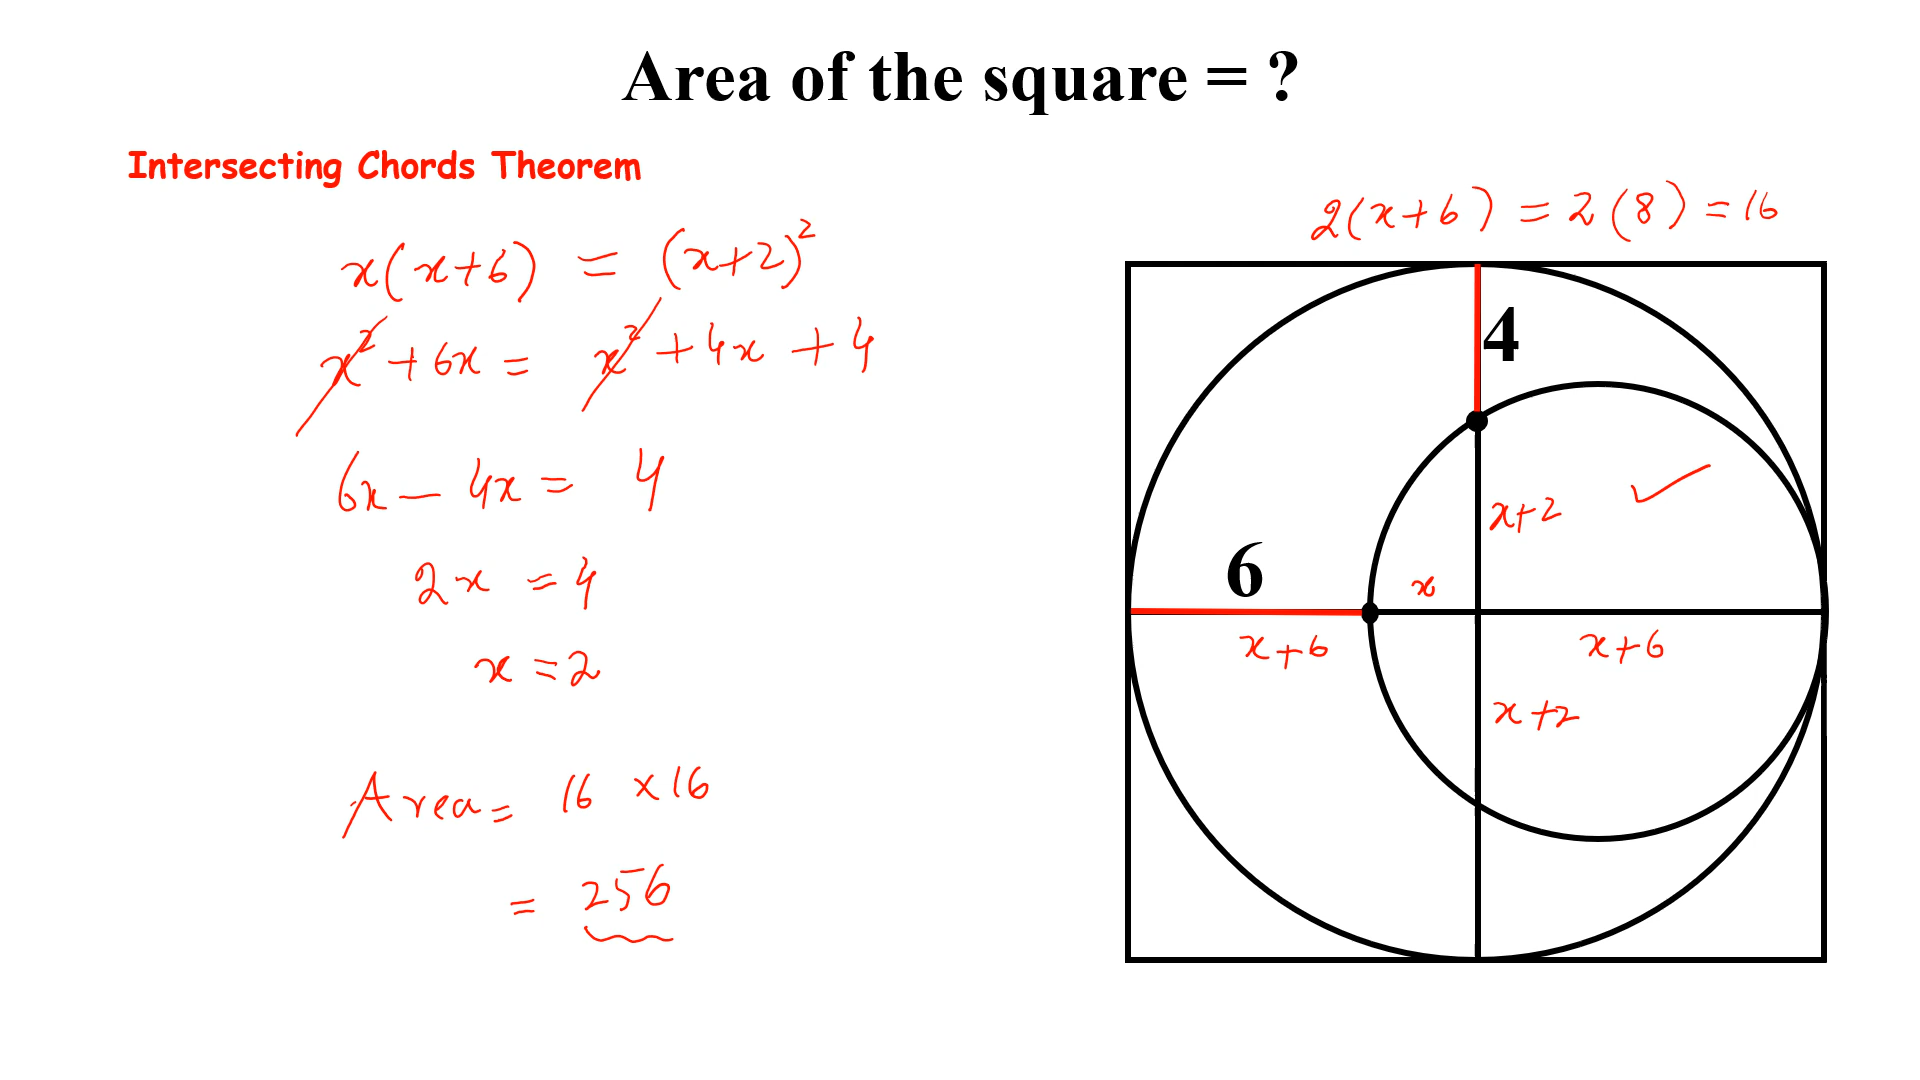 Area of the square = ?
Intersecting Chords Theorem
x(x+6) = (x+2)²
x² + 6x = x² + 4x + 4
6x − 4x = 4
2x = 4
x = 2
Area = 16 × 16
= 256
2(x+6) = 2(8) = 16
4
x+2
6
x
x+6
x+6
x+2